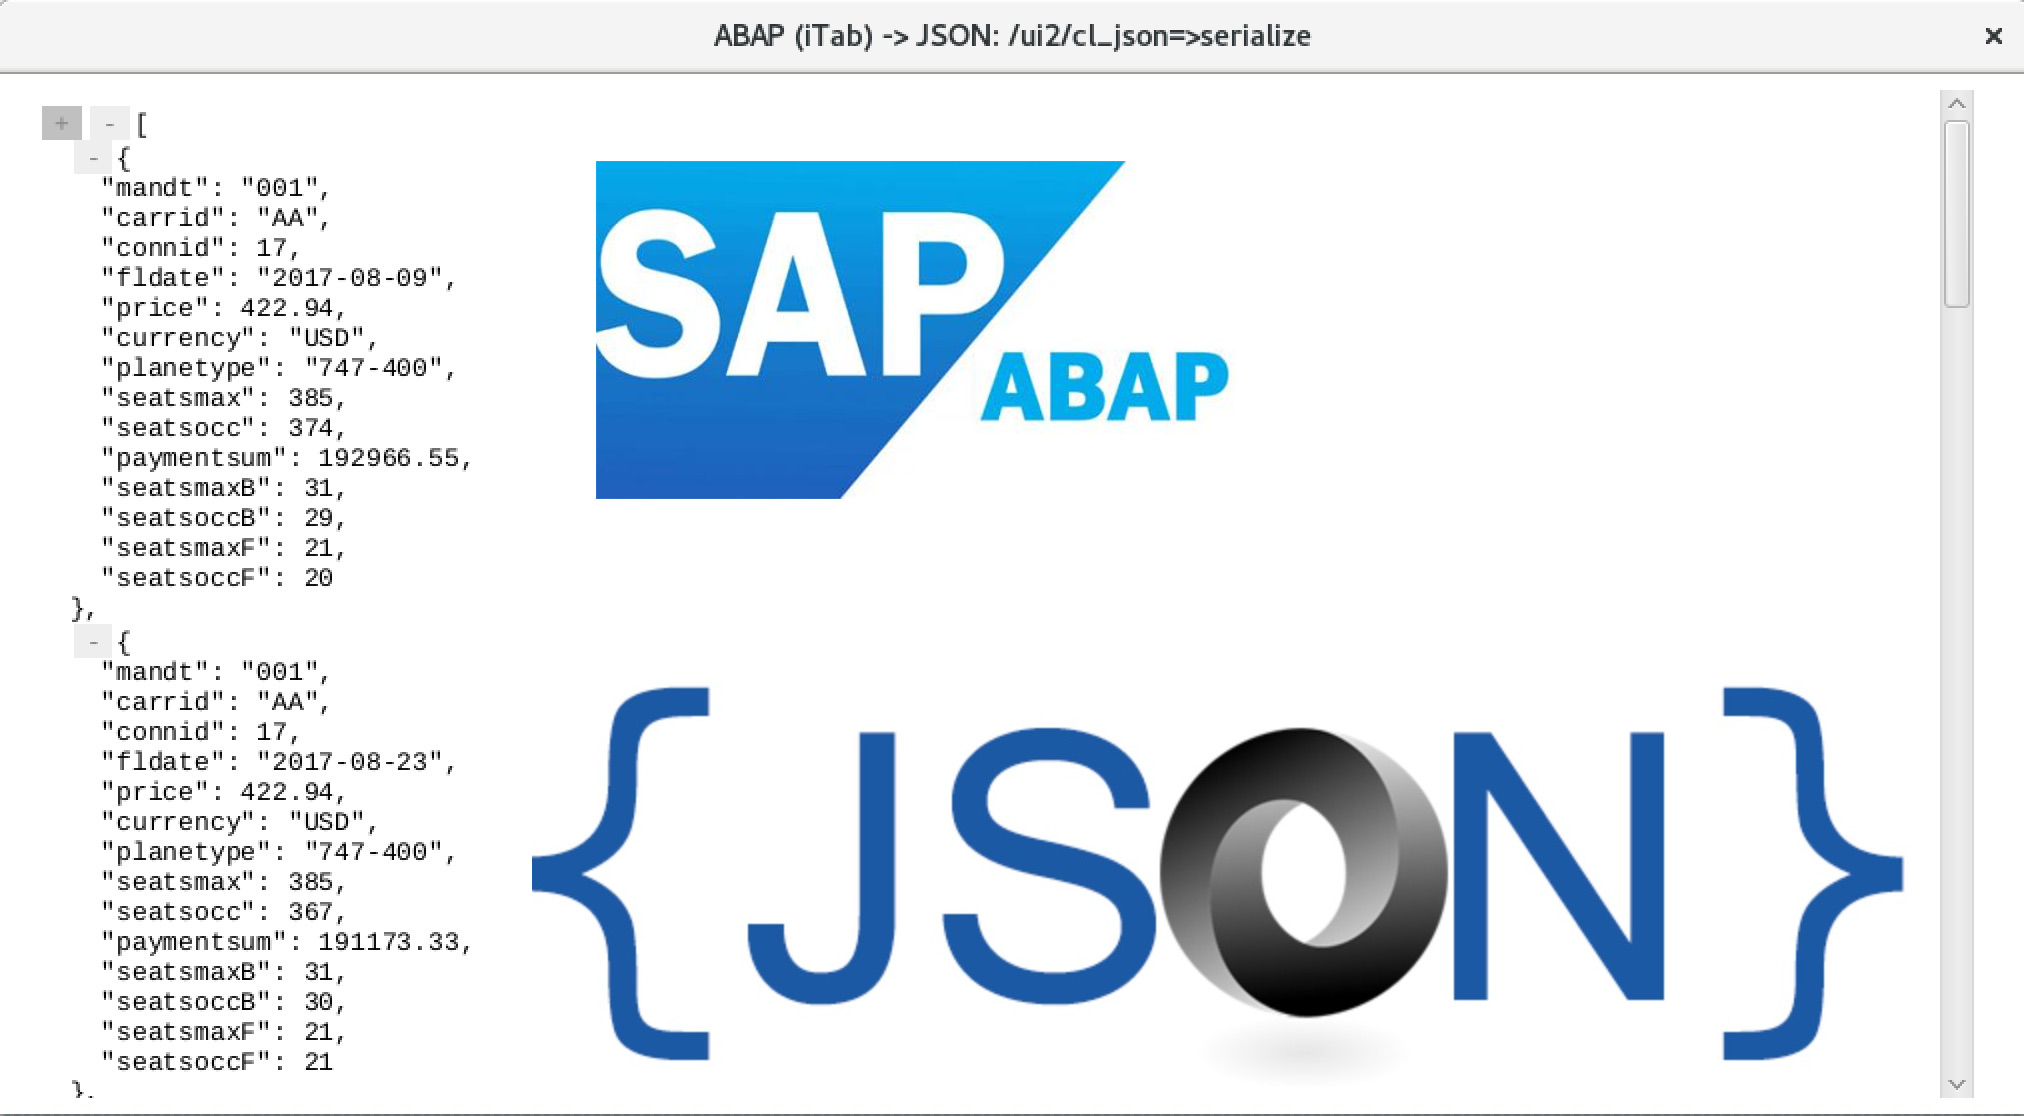 ABAP (iTab) -> JSON: /ui2/cl_json=>serialize ×
+ - [
- {
"mandt": "001",
"carrid": "AA",
"connid": 17,
"fldate": "2017-08-09",
"price": 422.94,
"currency": "USD",
"planetype": "747-400",
"seatsmax": 385,
"seatsocc": 374,
"paymentsum": 192966.55,
"seatsmaxB": 31,
"seatsoccB": 29,
"seatsmaxF": 21,
"seatsoccF": 20
},
- {
"mandt": "001",
"carrid": "AA",
"connid": 17,
"fldate": "2017-08-23",
"price": 422.94,
"currency": "USD",
"planetype": "747-400",
"seatsmax": 385,
"seatsocc": 367,
"paymentsum": 191173.33,
"seatsmaxB": 31,
"seatsoccB": 30,
"seatsmaxF": 21,
"seatsoccF": 21
},
SAP
ABAP
{JSON}